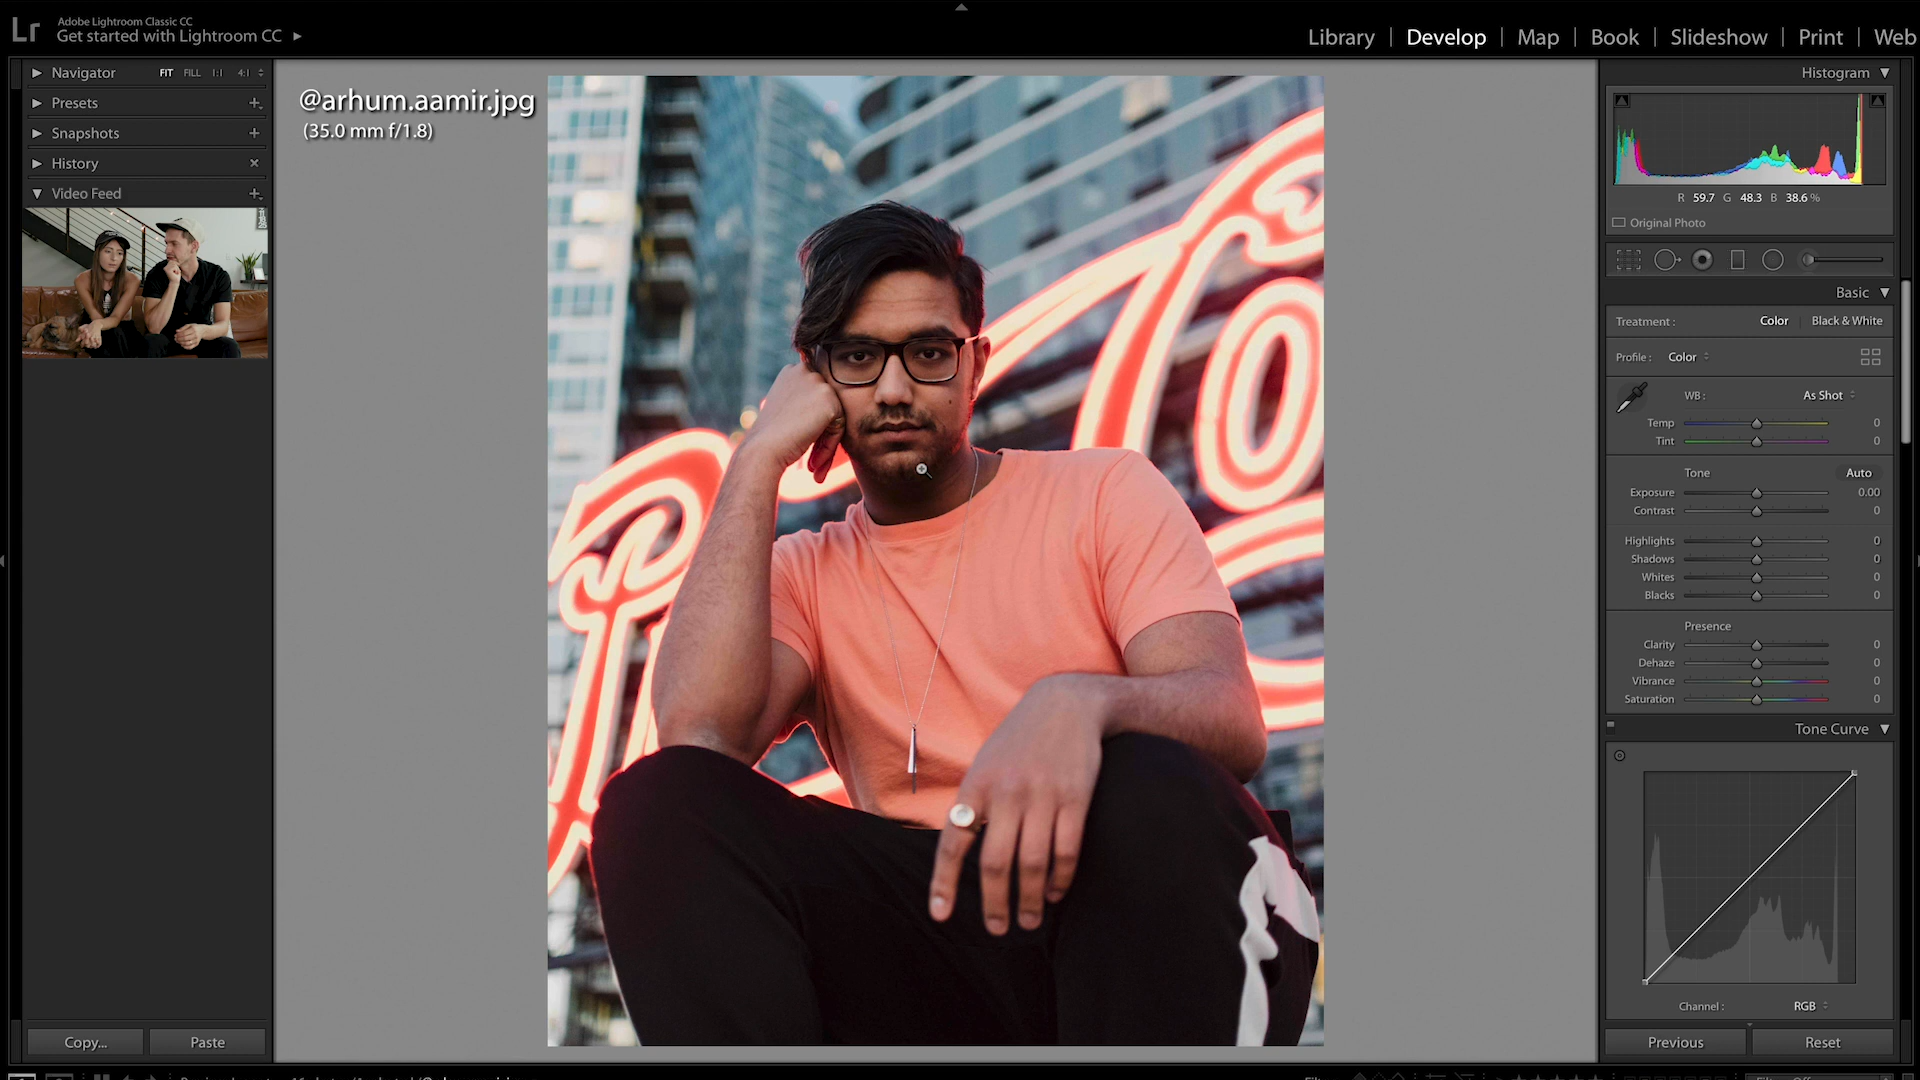 Lr
Adobe Lightroom Classic CC
Get started with Lightroom CC
Library | Develop | Map | Book | Slideshow | Print | Web
Navigator FIT FILL 1:1 4:1
Presets
Snapshots
History
Video Feed
Copy...
Paste
@arhum.aamir.jpg
(35.0 mm f/1.8)
Histogram
R 59.7 G 48.3 B 38.6 %
Original Photo
Basic
Treatment : Color Black & White
Profile : Color
WB : As Shot
Temp 0
Tint 0
Tone Auto
Exposure 0.00
Contrast 0
Highlights 0
Shadows 0
Whites 0
Blacks 0
Presence
Clarity 0
Dehaze 0
Vibrance 0
Saturation 0
Tone Curve
Channel : RGB
Previous
Reset